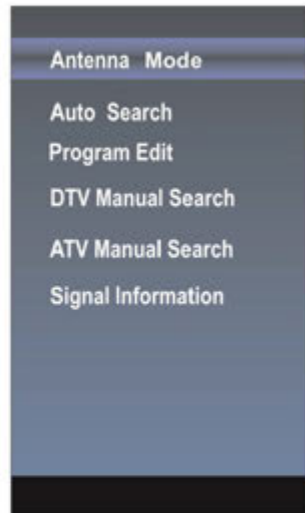 Antenna Mode
Auto Search
Program Edit
DTV Manual Search
ATV Manual Search
Signal Information